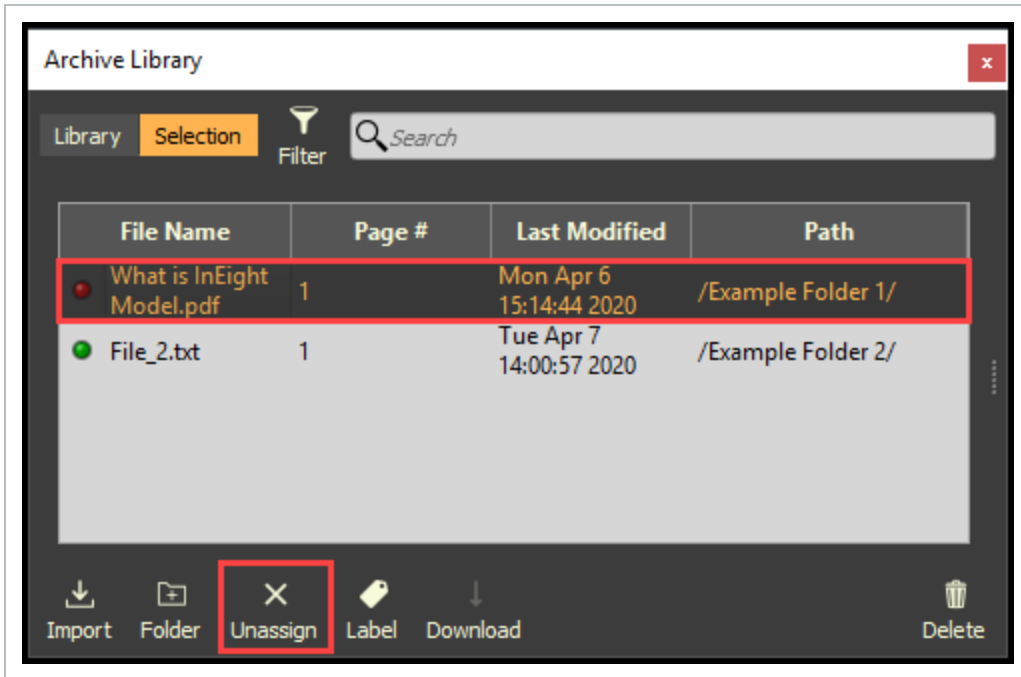 Archive Library
x
Library Selection Filter Search
File Name Page # Last Modified Path
What is InEight Mon Apr 6
Model.pdf 1 15:14:44 2020 /Example Folder 1/
File_2.txt 1 Tue Apr 7
14:00:57 2020 /Example Folder 2/
Import Folder Unassign Label Download Delete